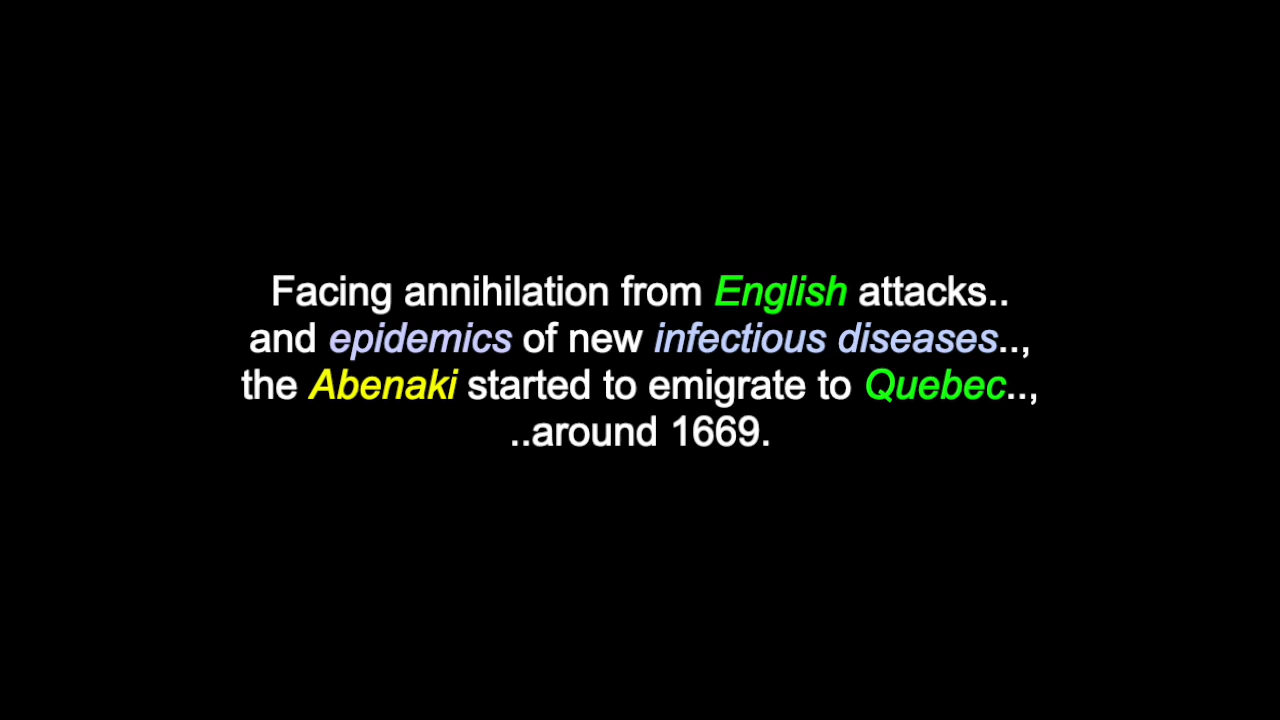 Facing annihilation from English attacks..
and epidemics of new infectious diseases..,
the Abenaki started to emigrate to Quebec..,
..around 1669.